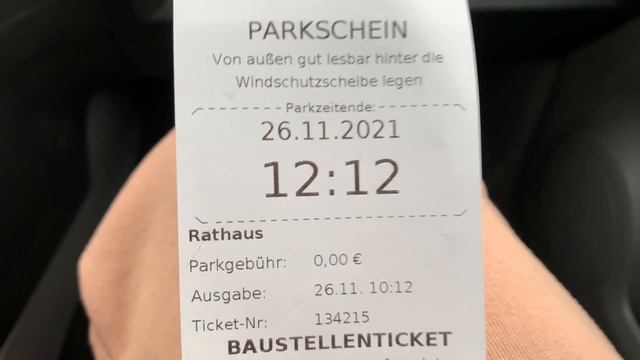 PARKSCHEIN
Von außen gut lesbar hinter die
Windschutzscheibe legen
Parkzeitende:
26.11.2021
12:12
Rathaus
Parkgebühr: 0,00 €
Ausgabe: 26.11. 10:12
Ticket-Nr: 134215
BAUSTELLENTICKET